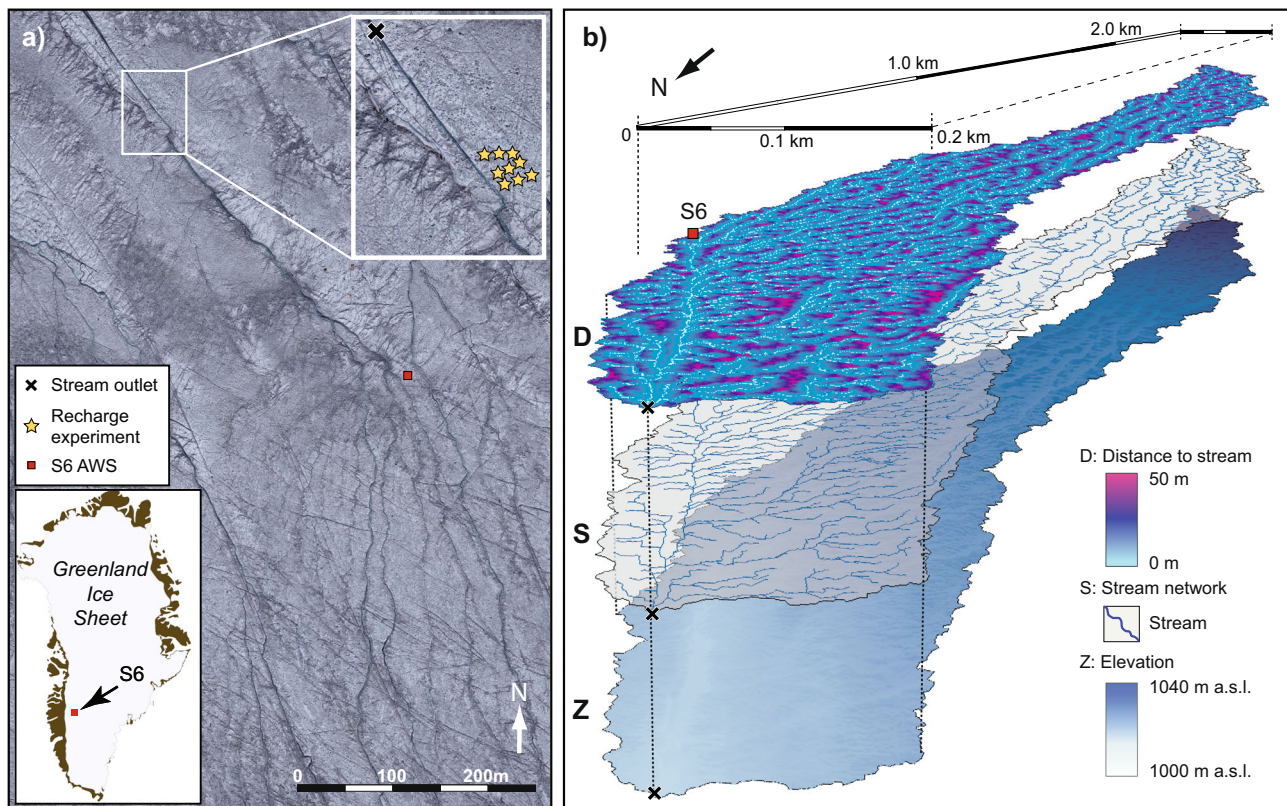 a)
Stream outlet
Recharge
experiment
S6 AWS
Greenland
Ice
Sheet
S6
N
0 100 200m
b)
2.0 km
1.0 km
N
0
0.1 km
0.2 km
S6
D
S
Z
D: Distance to stream
50 m
0 m
S: Stream network
Stream
Z: Elevation
1040 m a.s.l.
1000 m a.s.l.